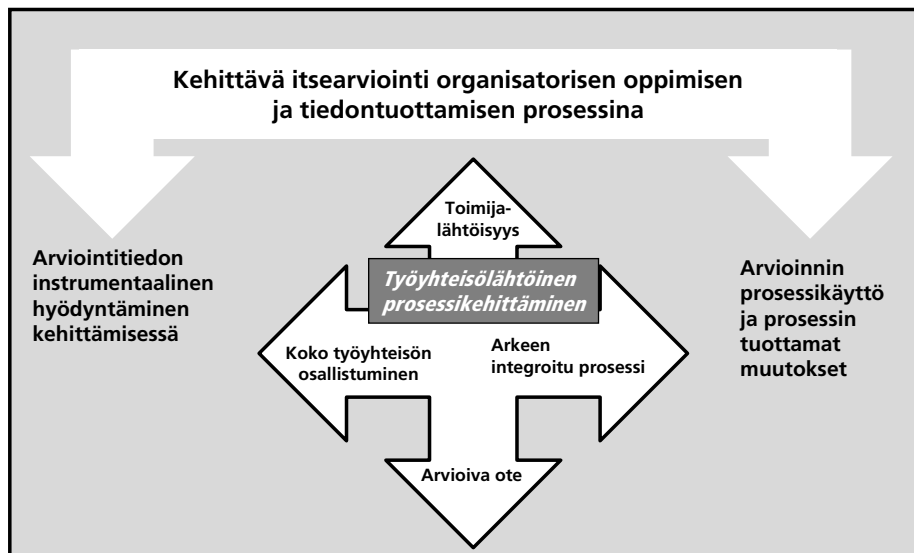 Kehittävä itsearviointi organisatorisen oppimisen
ja tiedontuottamisen prosessina
Toimija-
lähtöisyys
Arviointitiedon
instrumentaalinen
hyödyntäminen
kehittämisessä
Työyhteisölähtöinen
prosessikehittäminen
Arvioinnin
prosessikäyttö
ja prosessin
tuottamat
muutokset
Koko työyhteisön
osallistuminen
Arkeen
integroitu prosessi
Arvioiva ote